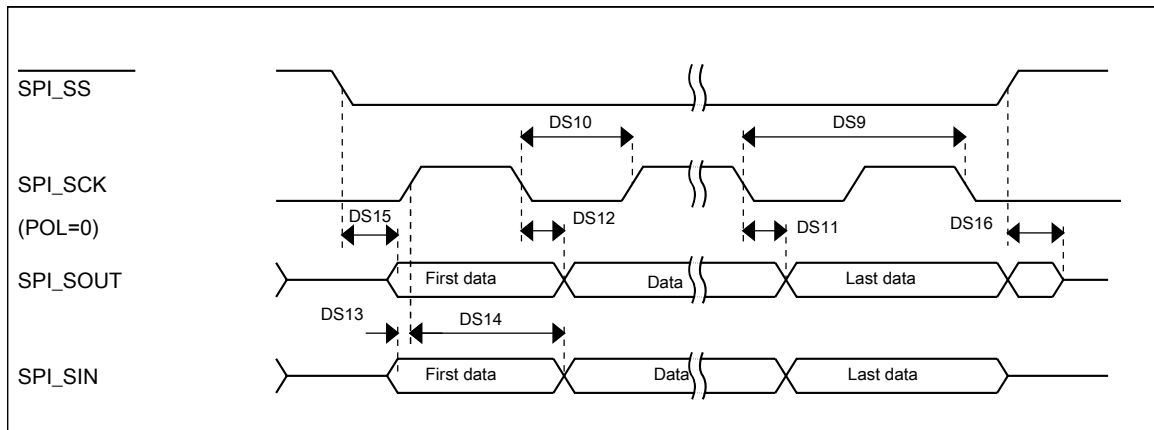 SPI_SS
DS10
DS9
SPI_SCK
(POL=0)
DS15
DS12
DS11
DS16
SPI_SOUT
First data
Data
Last data
DS13
DS14
SPI_SIN
First data
Data
Last data